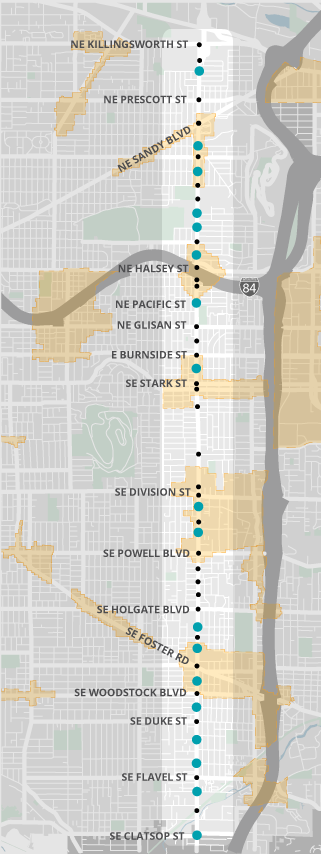 NE KILLINGSWORTH ST
NE PRESCOTT ST
NE SANDY BLVD
NE HALSEY ST
84
NE PACIFIC ST
NE GLISAN ST
E BURNSIDE ST
SE STARK ST
SE DIVISION ST
SE POWELL BLVD
SE HOLGATE BLVD
SE FOSTER RD
SE WOODSTOCK BLVD
SE DUKE ST
SE FLAVEL ST
SE CLATSOP ST